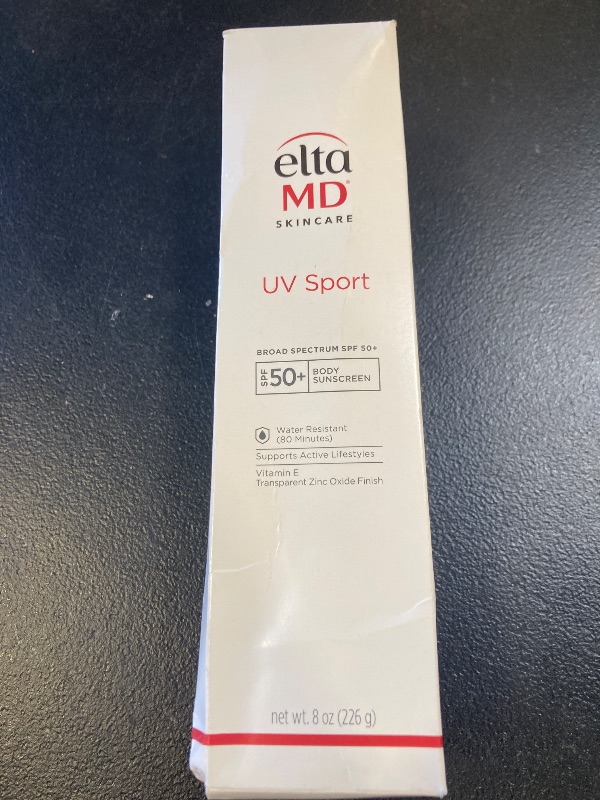 elta
MD®
SKINCARE
UV Sport
BROAD SPECTRUM SPF 50+
SPF 50+ BODY
SUNSCREEN
Water Resistant
(80 Minutes)
Supports Active Lifestyles
Vitamin E
Transparent Zinc Oxide Finish
net wt. 8 oz (226 g)